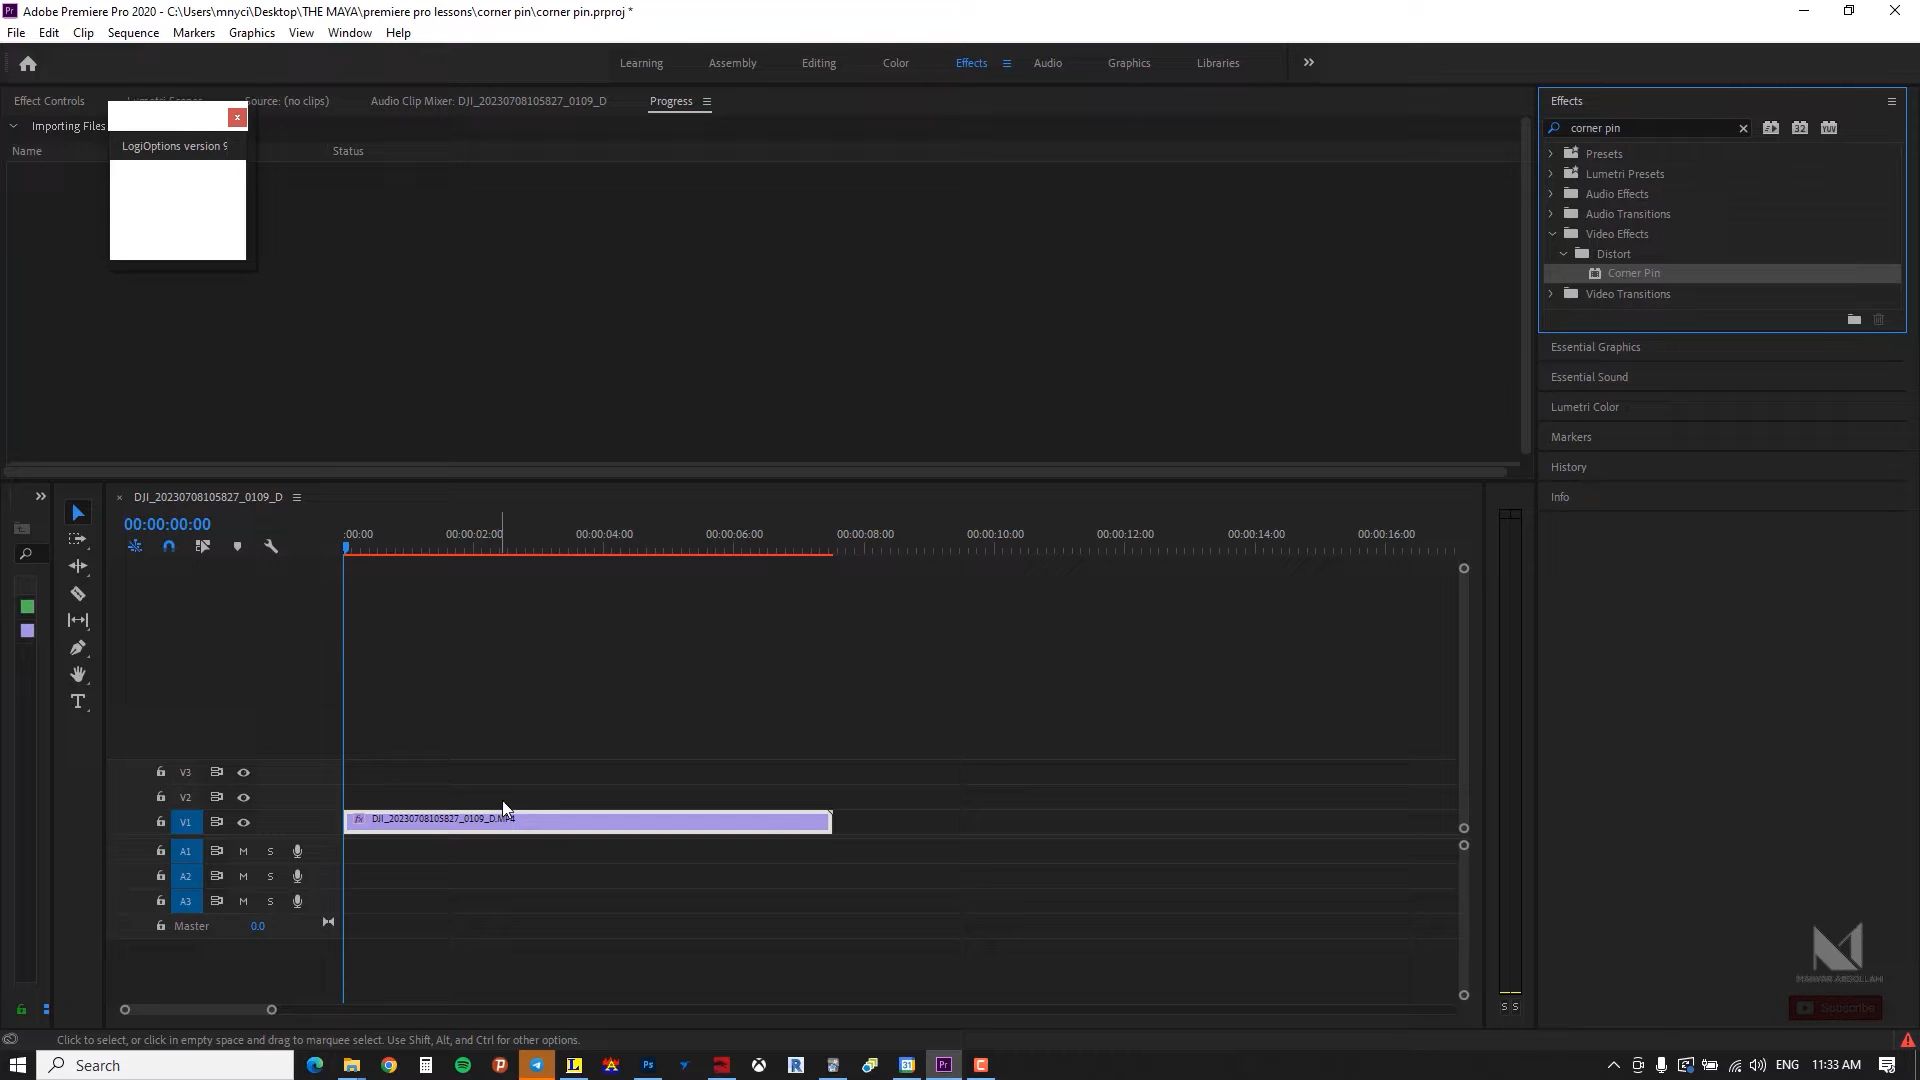 Adobe Premiere Pro 2020 - C:\Users\mnyci\Desktop\THE MAYA\premiere pro lessons\corner pin\corner pin.prproj *
File Edit Clip Sequence Markers Graphics View Window Help
Learning Assembly Editing Color Effects Audio Graphics Libraries
Effect Controls Source: (no clips) Audio Clip Mixer: DJI_20230708105827_0109_D Progress
Importing Files
Name Status
LogiOptions version 9
Effects
corner pin
Presets
Lumetri Presets
Audio Effects
Audio Transitions
Video Effects
Distort
Corner Pin
Video Transitions
Essential Graphics
Essential Sound
Lumetri Color
Markers
History
Info
DJI_20230708105827_0109_D
00:00:00:00
:00:00 00:00:02:00 00:00:04:00 00:00:06:00 00:00:08:00 00:00:10:00 00:00:12:00 00:00:14:00 00:00:16:00
V3
V2
V1 fx DJI_20230708105827_0109_D.MP4
A1 M S
A2 M S
A3 M S
Master 0.0
S S
MAHYAR ABDOLLAHI
Subscribe
Click to select, or click in empty space and drag to marquee select. Use Shift, Alt, and Ctrl for other options.
Search
ENG 11:33 AM